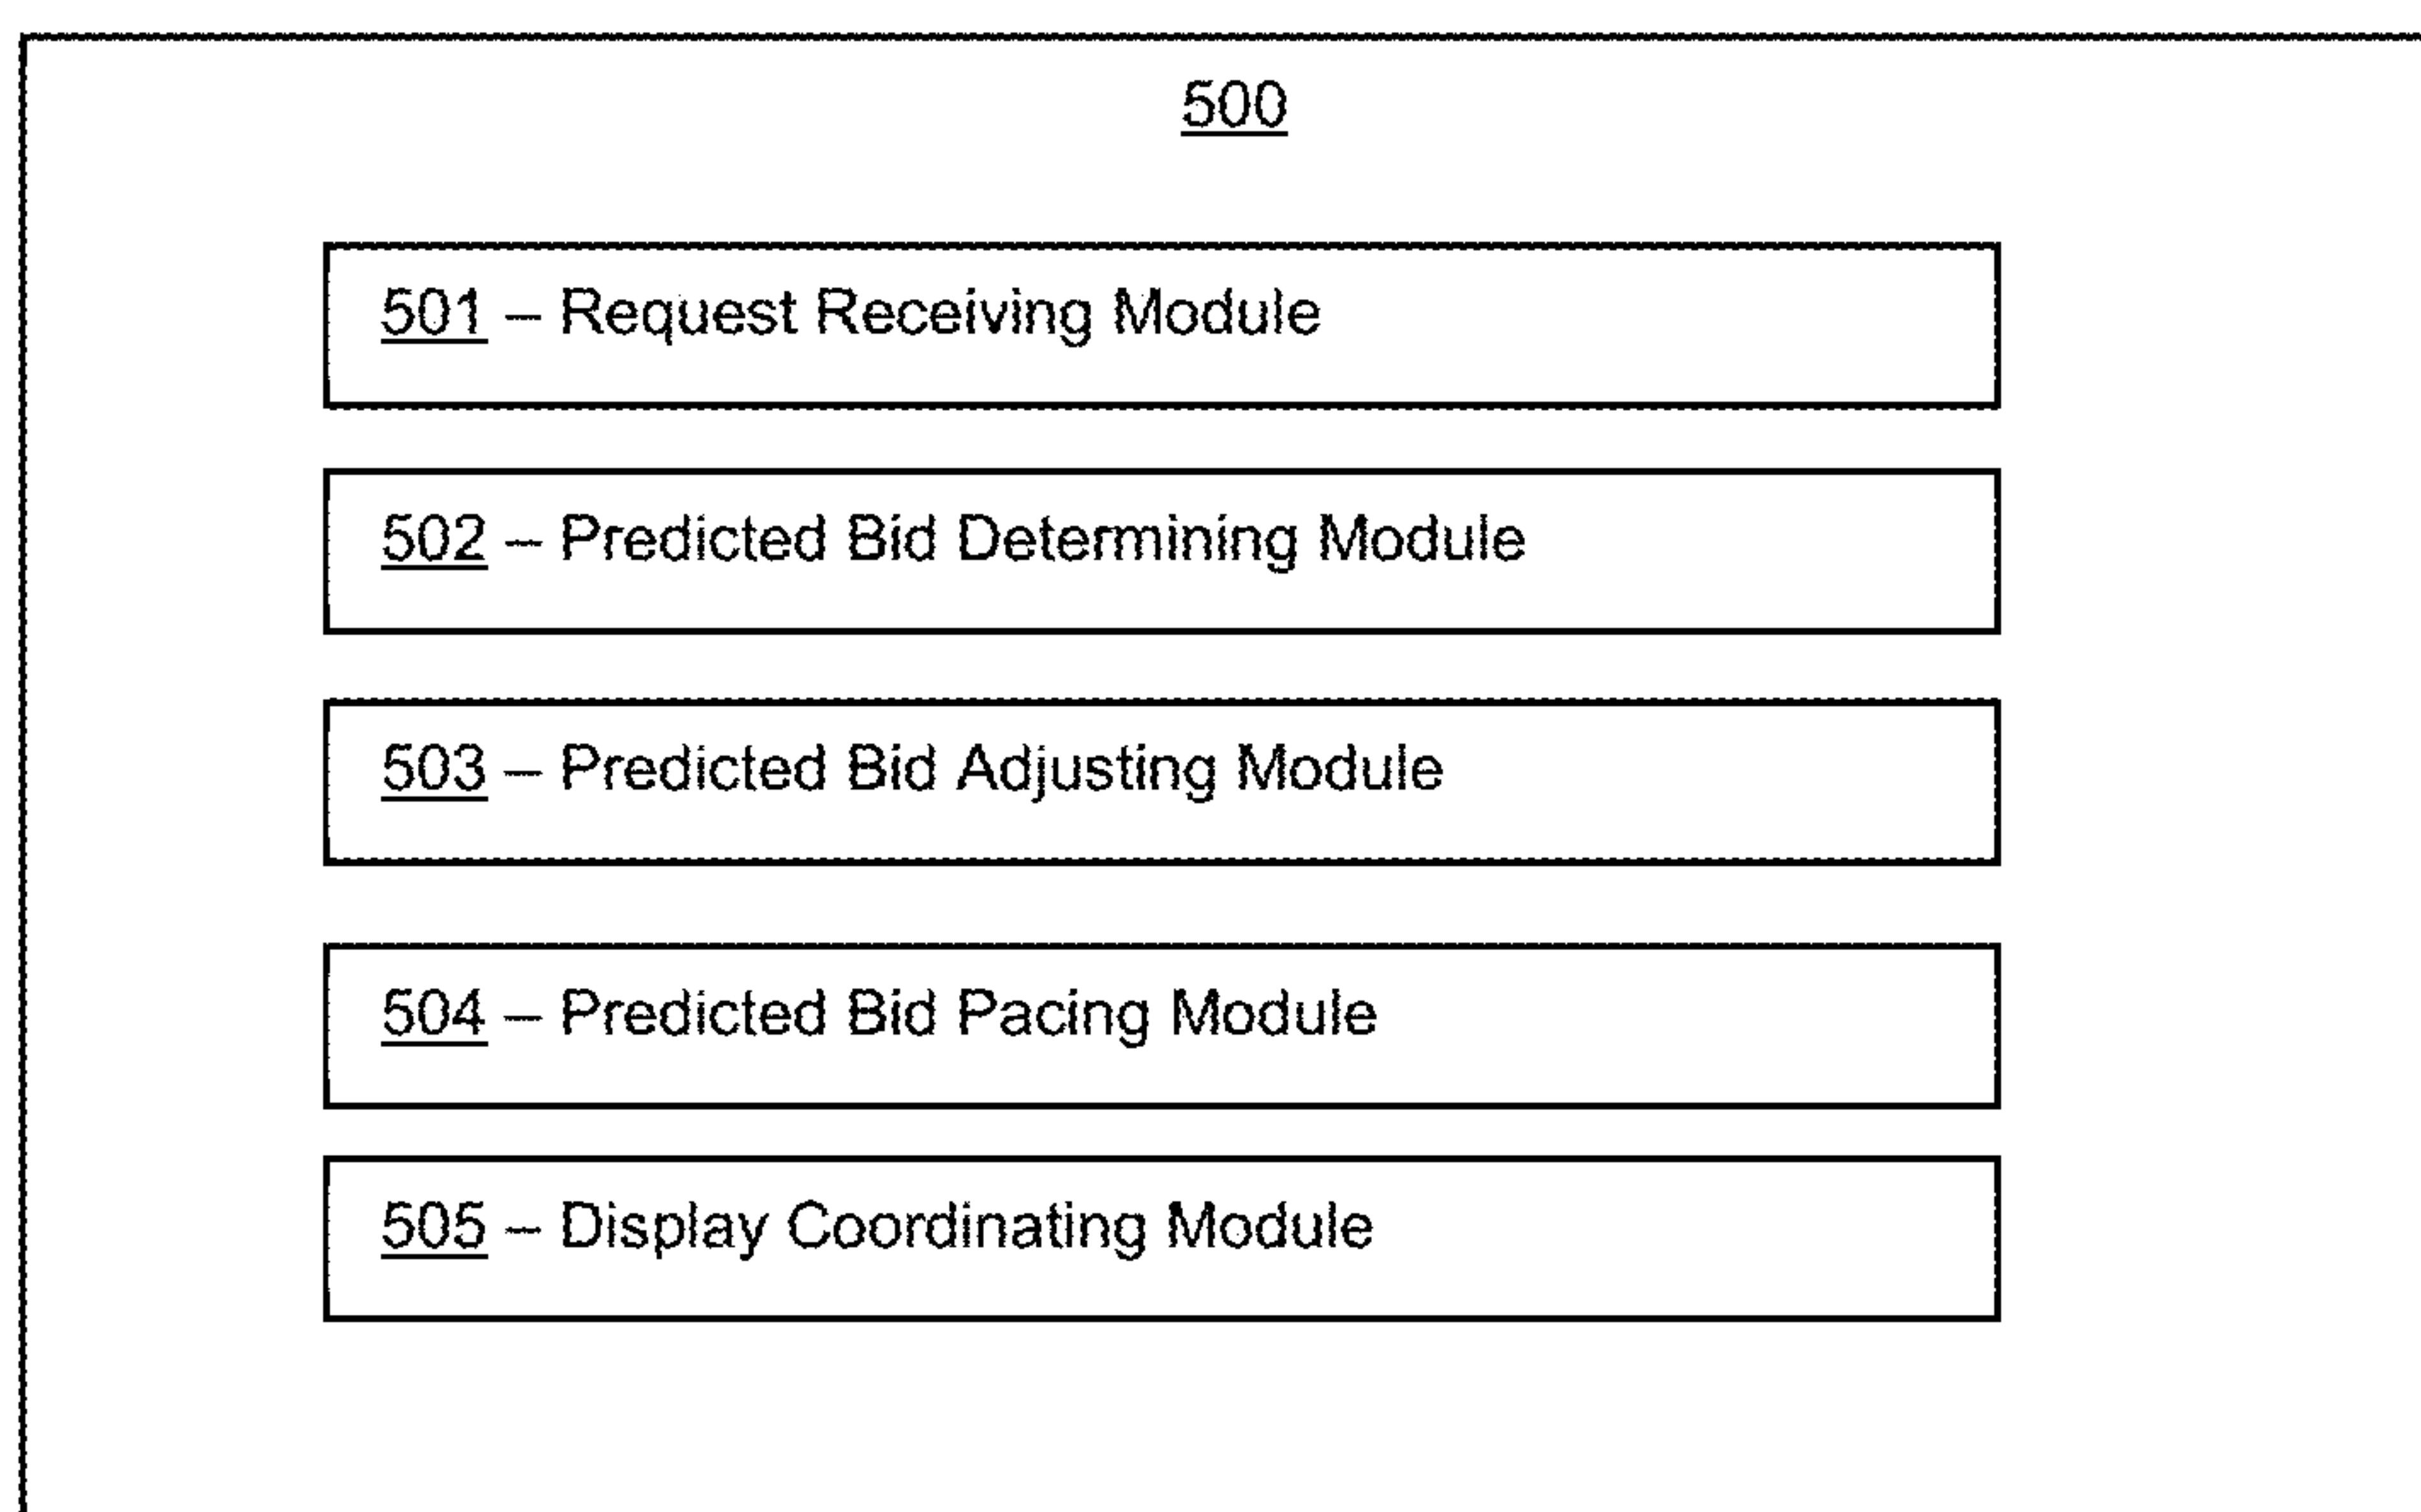 500
501 – Request Receiving Module
502 – Predicted Bid Determining Module
503 – Predicted Bid Adjusting Module
504 – Predicted Bid Pacing Module
505 – Display Coordinating Module